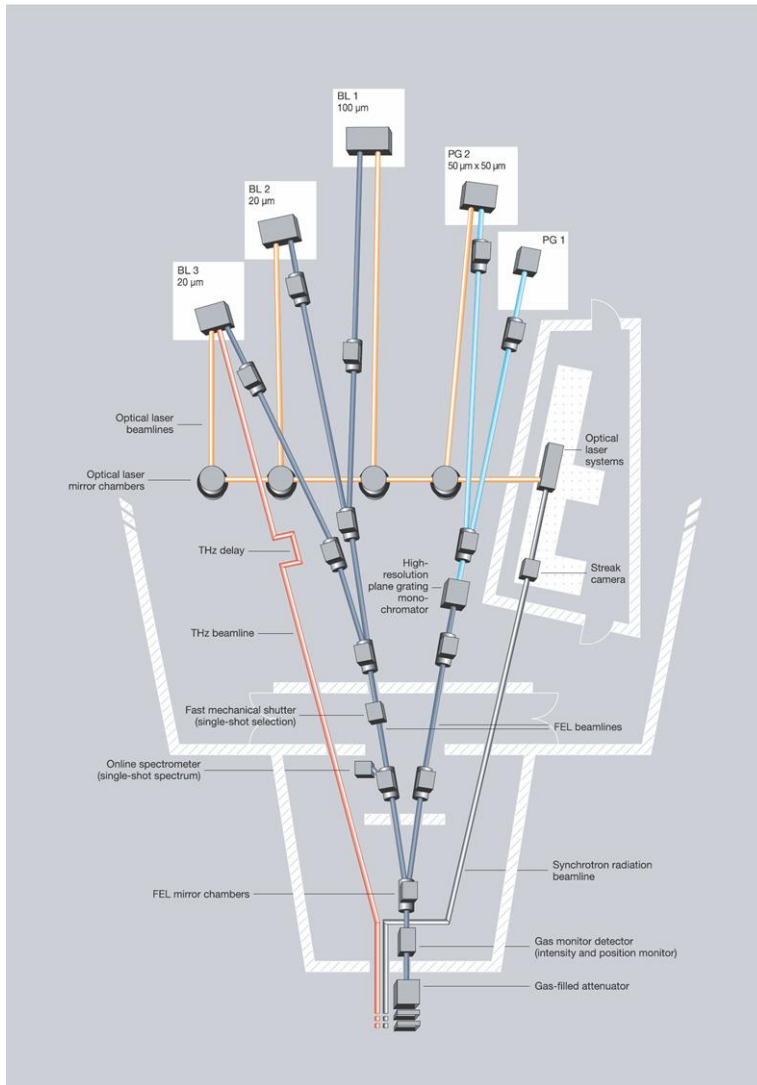 BL 1
100 µm
PG 2
50 µm x 50 µm
BL 2
20 µm
PG 1
BL 3
20 µm
Optical laser
beamlines
Optical
laser
systems
Optical laser
mirror chambers
THz delay
High-
resolution
plane grating
mono-
chromator
Streak
camera
THz beamline
Fast mechanical shutter
(single-shot selection)
FEL beamlines
Online spectrometer
(single-shot spectrum)
Synchrotron radiation
beamline
FEL mirror chambers
Gas monitor detector
(intensity and position monitor)
Gas-filled attenuator